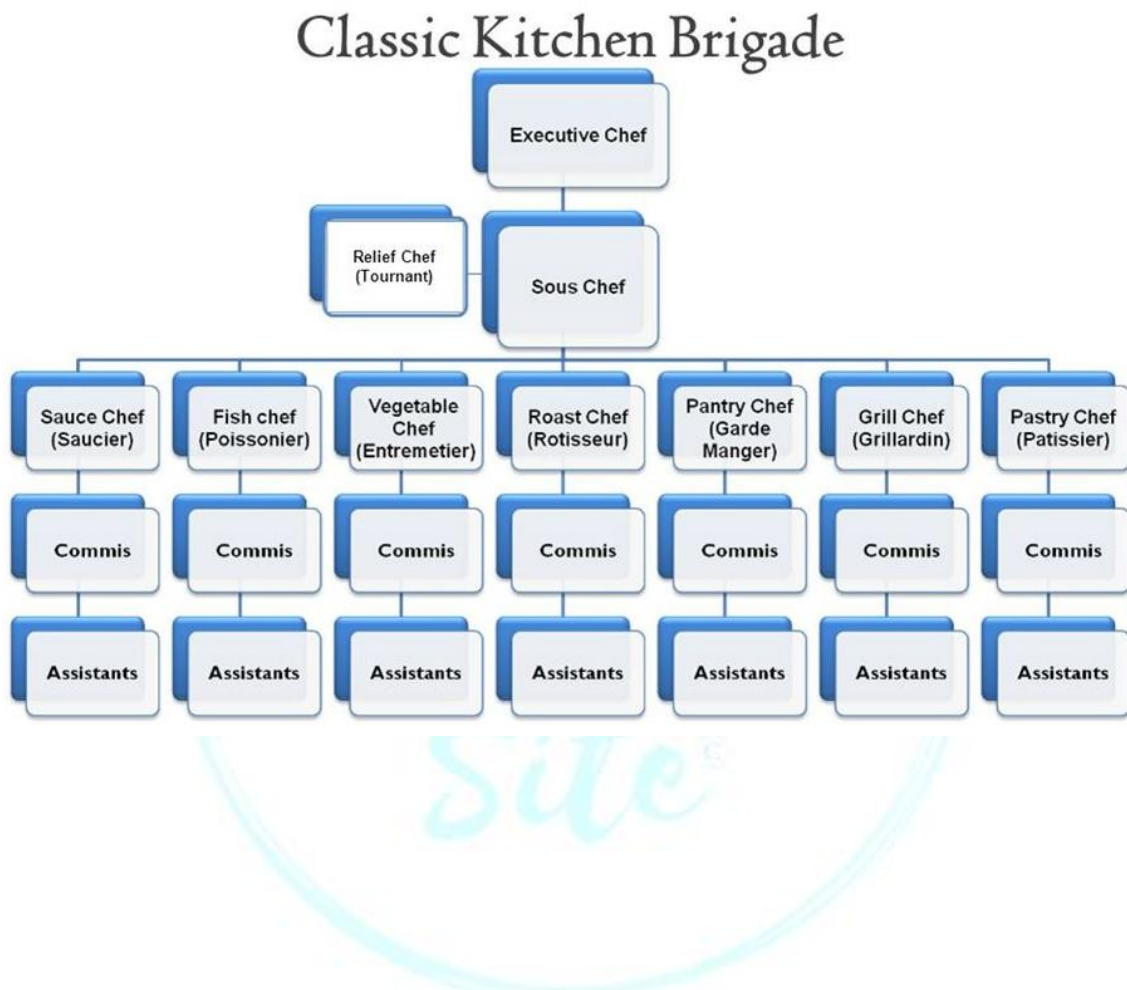 Classic Kitchen Brigade
Executive Chef
Relief Chef
(Tournant)
Sous Chef
Sauce Chef
(Saucier)
Fish chef
(Poissonier)
Vegetable
Chef
(Entremetier)
Roast Chef
(Rotisseur)
Pantry Chef
(Garde
Manger)
Grill Chef
(Grillardin)
Pastry Chef
(Patissier)
Commis
Commis
Commis
Commis
Commis
Commis
Commis
Assistants
Assistants
Assistants
Assistants
Assistants
Assistants
Assistants
Site